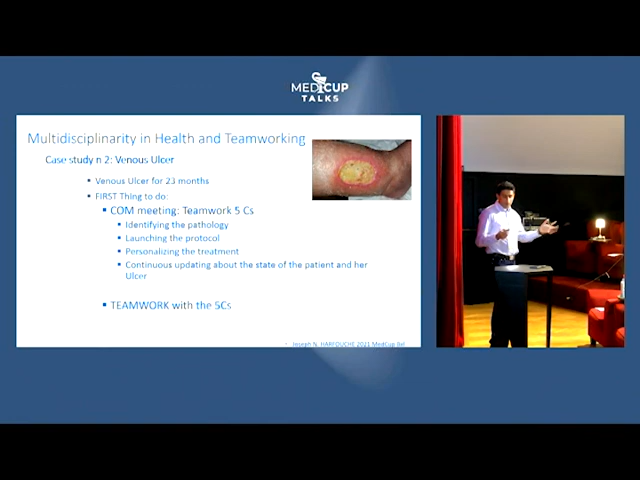 MEDICUP
TALKS
Multidisciplinarity in Health and Teamworking
Case study n 2: Venous Ulcer
Venous Ulcer for 23 months
FIRST Thing to do:
COM meeting: Teamwork 5 Cs
Identifying the pathology
Launching the protocol
Personalizing the treatment
Continuous updating about the state of the patient and her
Ulcer
TEAMWORK with the 5Cs
Joseph N. HARFOUCHE 2021 MedCup Bei